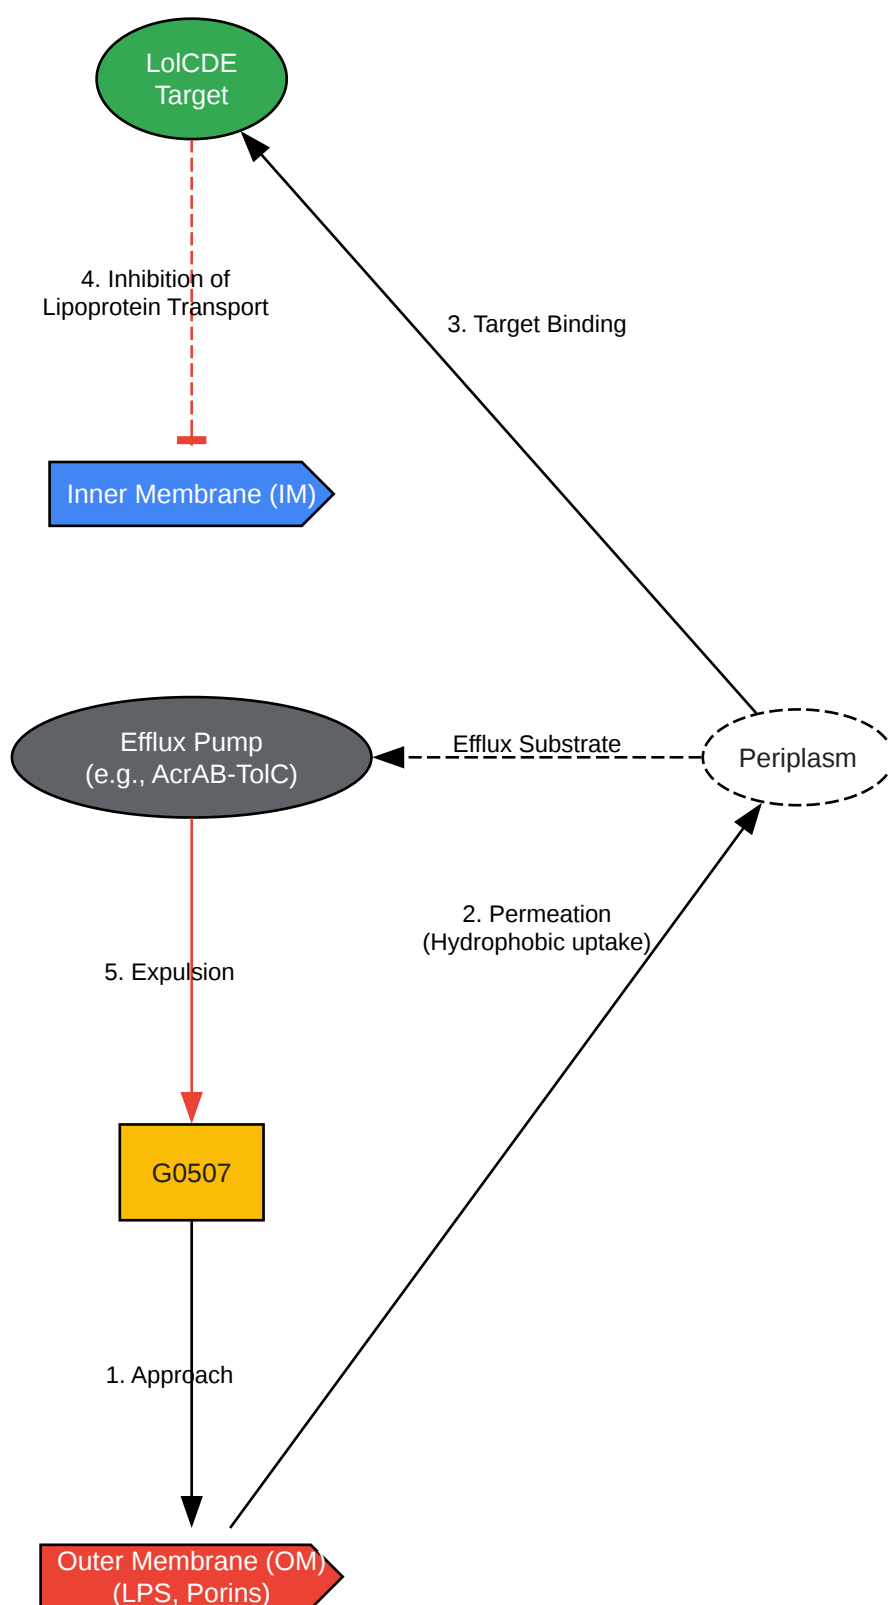 LolCDE
Target
4. Inhibition of
Lipoprotein Transport
3. Target Binding
Inner Membrane (IM)
Efflux Pump
(e.g., AcrAB-TolC)
Efflux Substrate
Periplasm
2. Permeation
(Hydrophobic uptake)
5. Expulsion
G0507
1. Approach
Outer Membrane (OM)
(LPS, Porins)